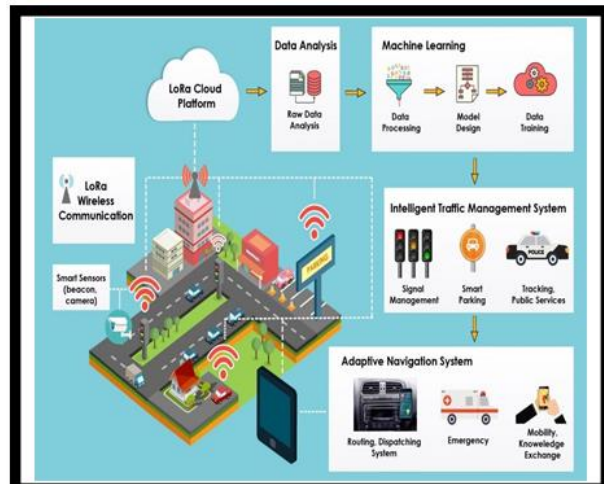 Data Analysis
Raw Data
Analysis
Machine Learning
Data
Processing
Model
Design
Data
Training
LoRa Cloud
Platform
LoRa
Wireless
Communication
Smart Sensors
(beacon,
camera)
PARKING
Intelligent Traffic Management System
Signal
Management
Smart
Parking
POLICE
Tracking,
Public Services
Adaptive Navigation System
Routing, Dispatching
System
Emergency
Mobility,
Knoweledge
Exchange